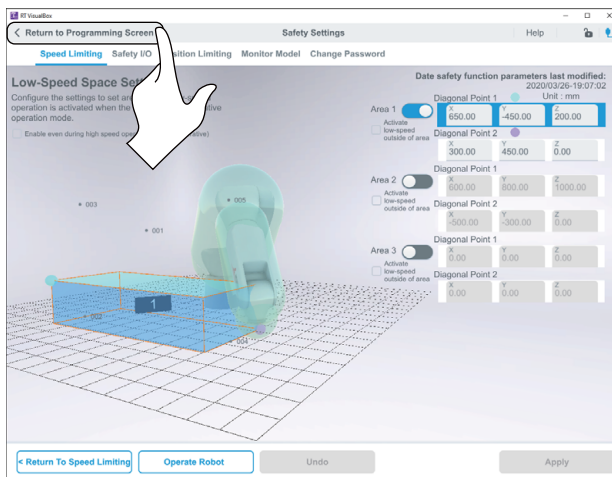 RT VisualBox
< Return to Programming Screen
Safety Settings
Help
Speed Limiting
Safety I/O
sition Limiting
Monitor Model
Change Password
Low-Speed Space Set
Date safety function parameters last modified:
2020/03/26-19:07:02
Configure the settings to set are
operation is activated when the
ative
operation mode.
Enable even during high speed ope
ative)
Unit : mm
Area 1
Activate
low-speed
outside of area
Diagonal Point 1
X
650.00
Y
-450.00
Z
200.00
Diagonal Point 2
X
300.00
Y
450.00
Z
0.00
Area 2
Activate
low-speed
outside of area
Diagonal Point 1
X
600.00
Y
800.00
Z
1000.00
Diagonal Point 2
X
-500.00
Y
-300.00
Z
0.00
Area 3
Activate
low-speed
outside of area
Diagonal Point 1
X
0.00
Y
0.00
Z
0.00
Diagonal Point 2
X
0.00
Y
0.00
Z
0.00
003
005
001
1
002
004
< Return To Speed Limiting
Operate Robot
Undo
Apply